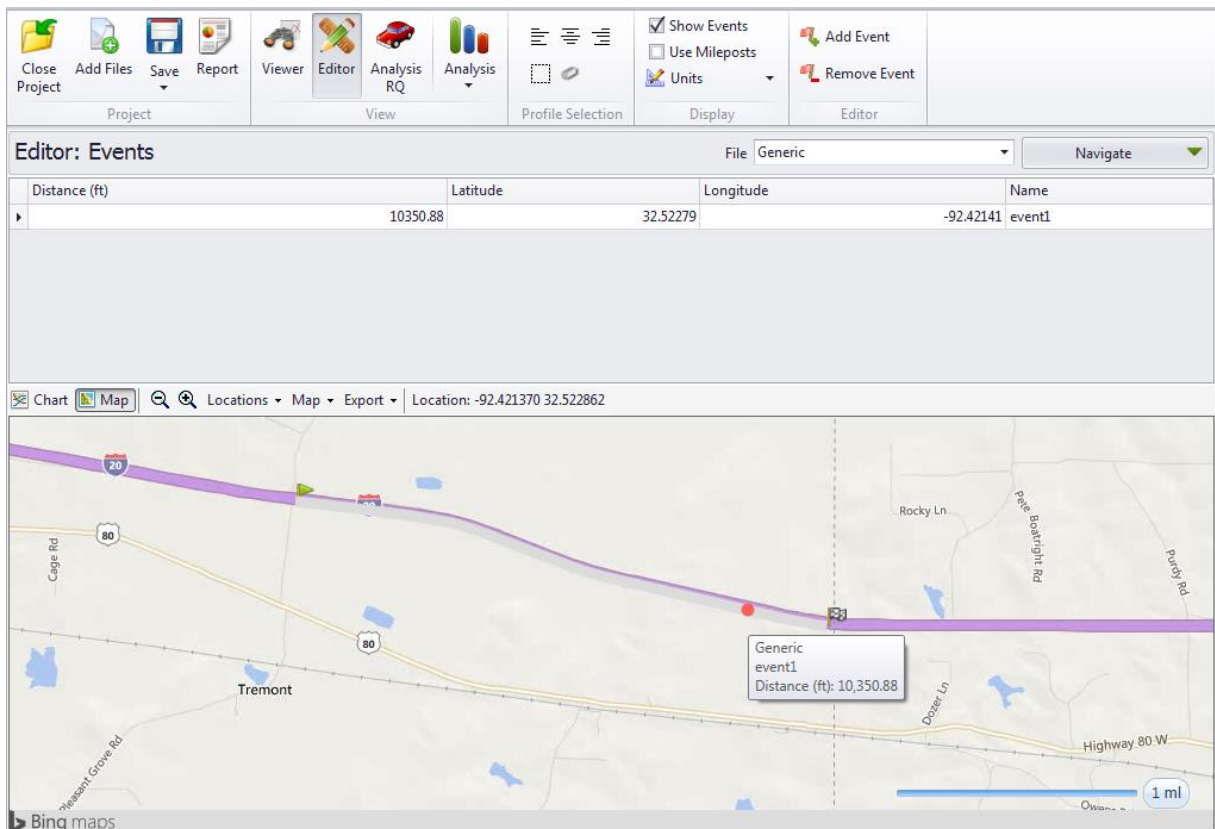 Close Project
Add Files
Save
Report
Viewer
Editor
Analysis RQ
Analysis
Show Events
Use Mileposts
Units
Add Event
Remove Event
Project
View
Profile Selection
Display
Editor
Editor: Events
File Generic
Navigate
Distance (ft) Latitude Longitude Name
10350.88 32.52279 -92.42141 event1
Chart Map Locations Map Export Location: -92.421370 32.522862
20
80
Cage Rd
80
Tremont
Pleasant Grove Rd
Rocky Ln
Pete Boatright Rd
Purdy Rd
Generic
event1
Distance (ft): 10,350.88
Dozer Ln
Highway 80 W
1 ml
Bing maps